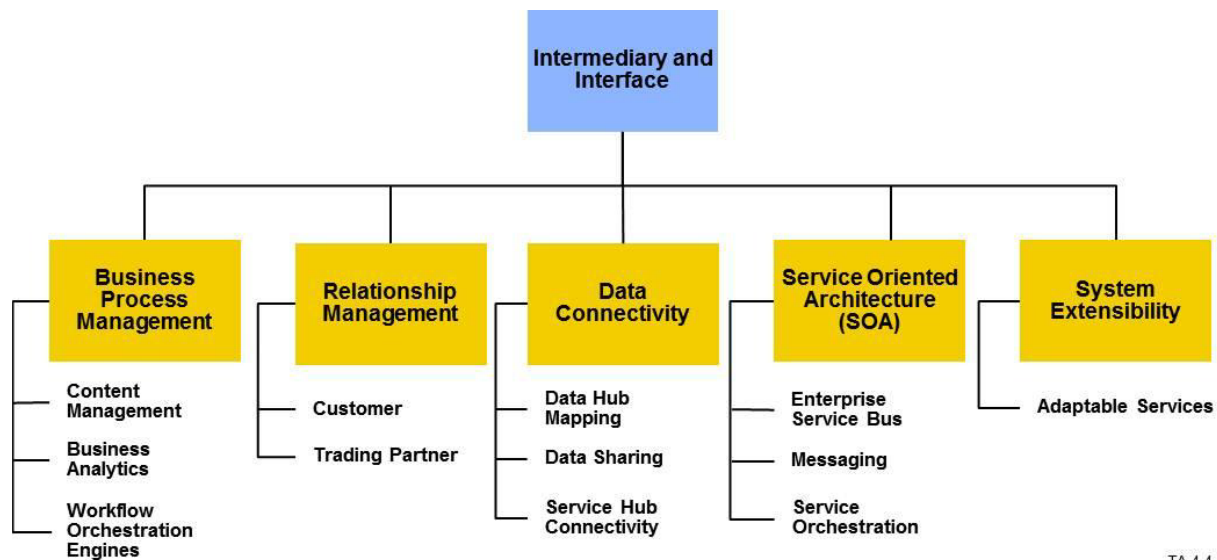 Intermediary and
Interface
Business
Process
Management
Content
Management
Business
Analytics
Workflow
Orchestration
Engines
Relationship
Management
Customer
Trading Partner
Data
Connectivity
Data Hub
Mapping
Data Sharing
Service Hub
Connectivity
Service Oriented
Architecture
(SOA)
Enterprise
Service Bus
Messaging
Service
Orchestration
System
Extensibility
Adaptable Services